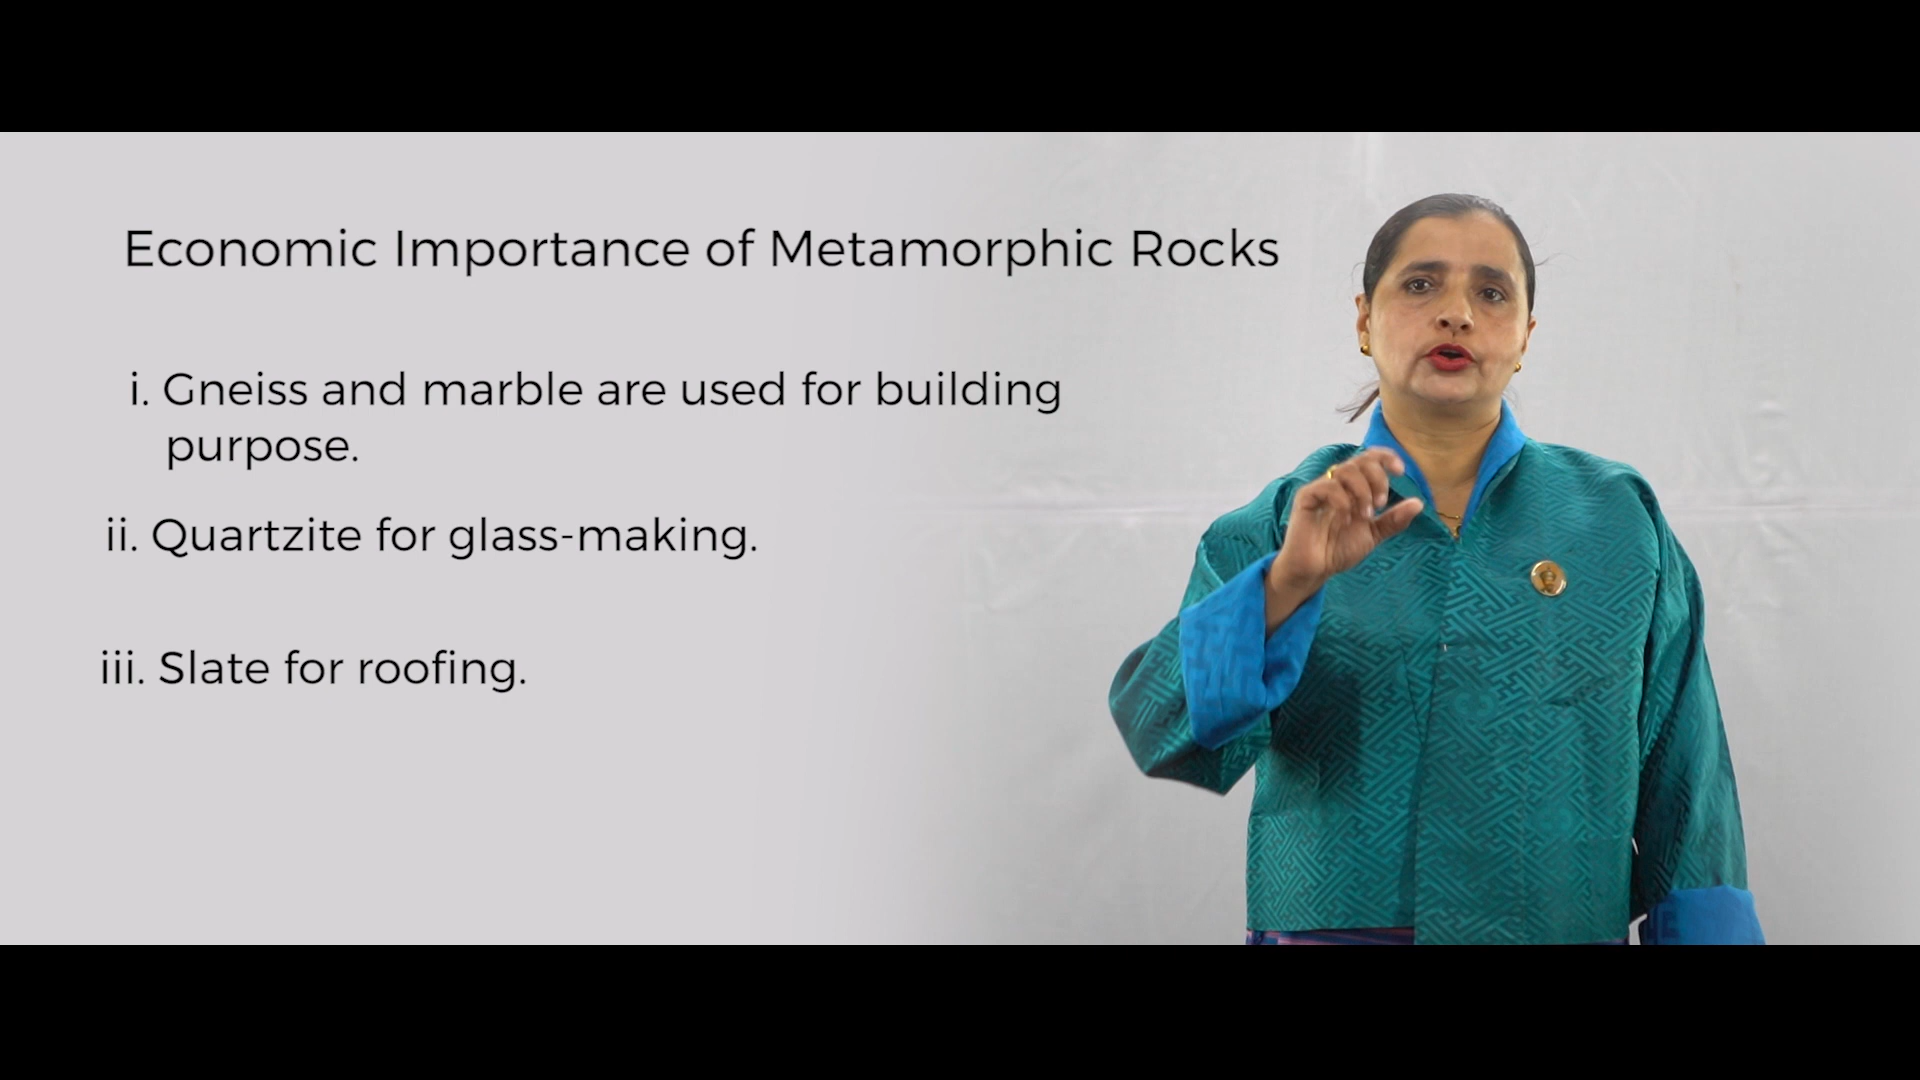 Economic Importance of Metamorphic Rocks
i. Gneiss and marble are used for building
purpose.
ii. Quartzite for glass-making.
iii. Slate for roofing.